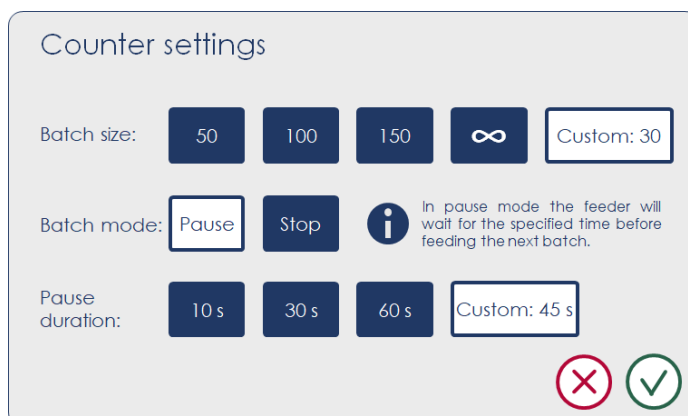 Counter settings
Batch size: 50 100 150 ∞ Custom: 30
Batch mode: Pause Stop
In pause mode the feeder will
wait for the specified time before
feeding the next batch.
Pause
duration:
10 s 30 s 60 s Custom: 45 s